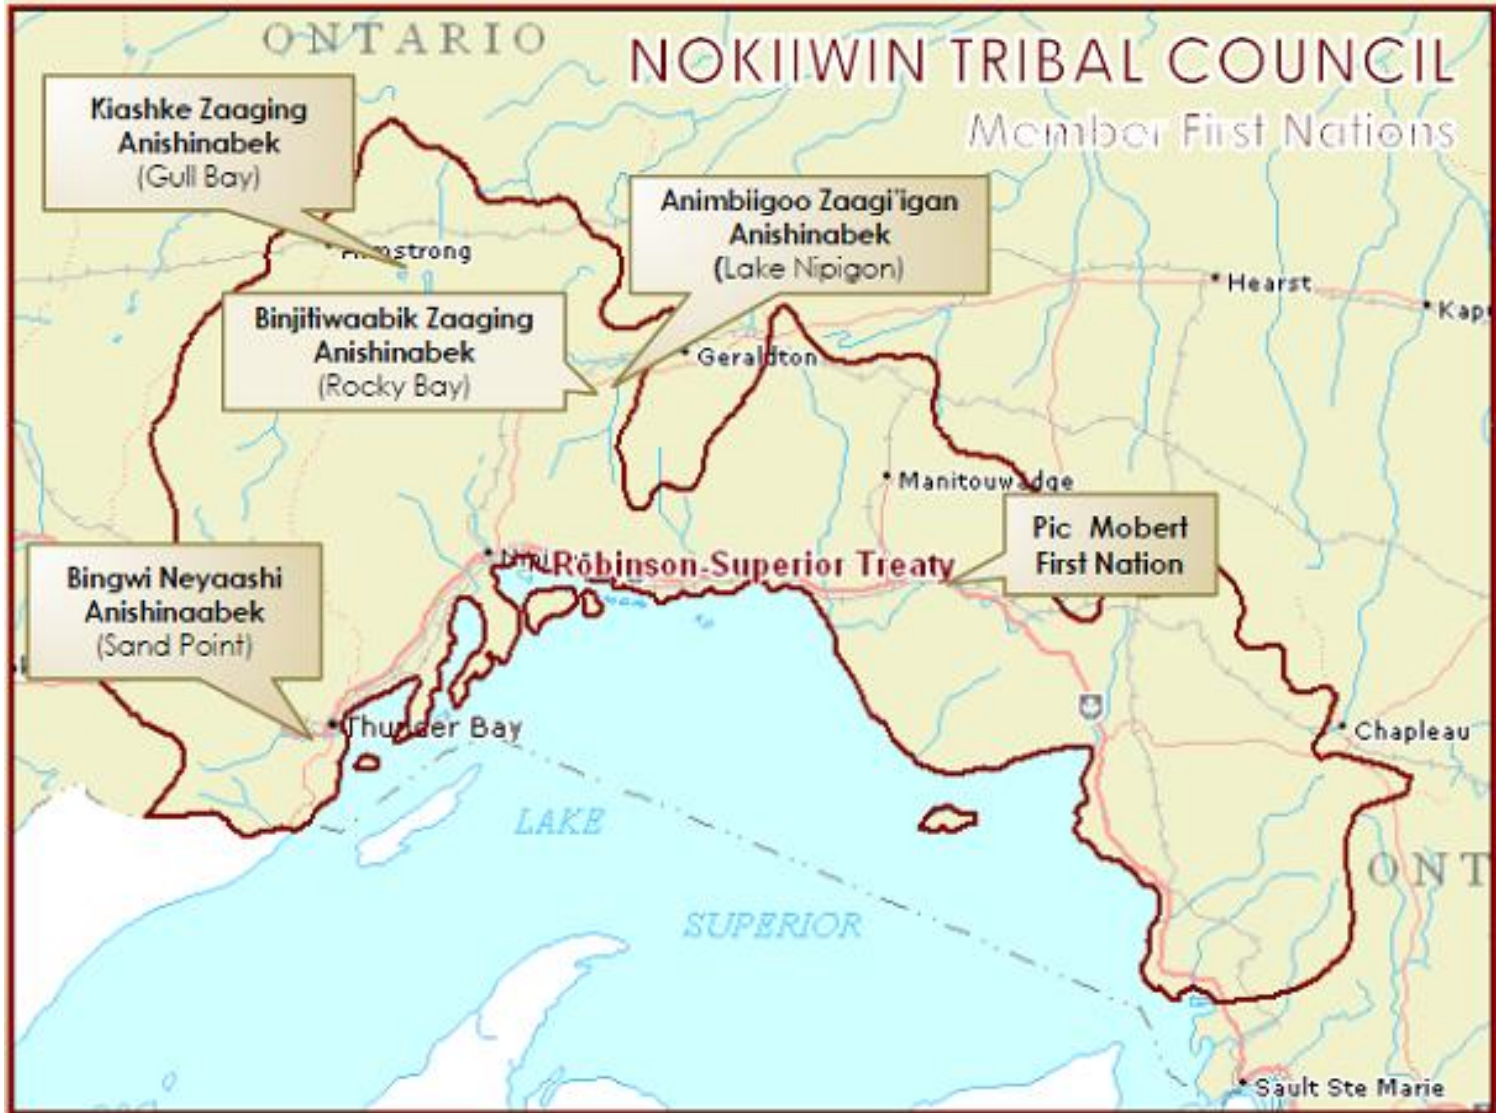 ONTARIO
NOKIIWIN TRIBAL COUNCIL
Member First Nations
Kiashke Zaaging
Anishinabek
(Gull Bay)
Animbiigoo Zaagi'igan
Anishinabek
(Lake Nipigon)
Armstrong
Hearst
Binjitiwaabik Zaaging
Anishinabek
(Rocky Bay)
Geraldton
Manitouwadge
Pic Mobert
First Nation
Robinson-Superior Treaty
Bingwi Neyaashi
Anishinaabek
(Sand Point)
Thunder Bay
Chapleau
LAKE
SUPERIOR
ONT
Sault Ste Marie